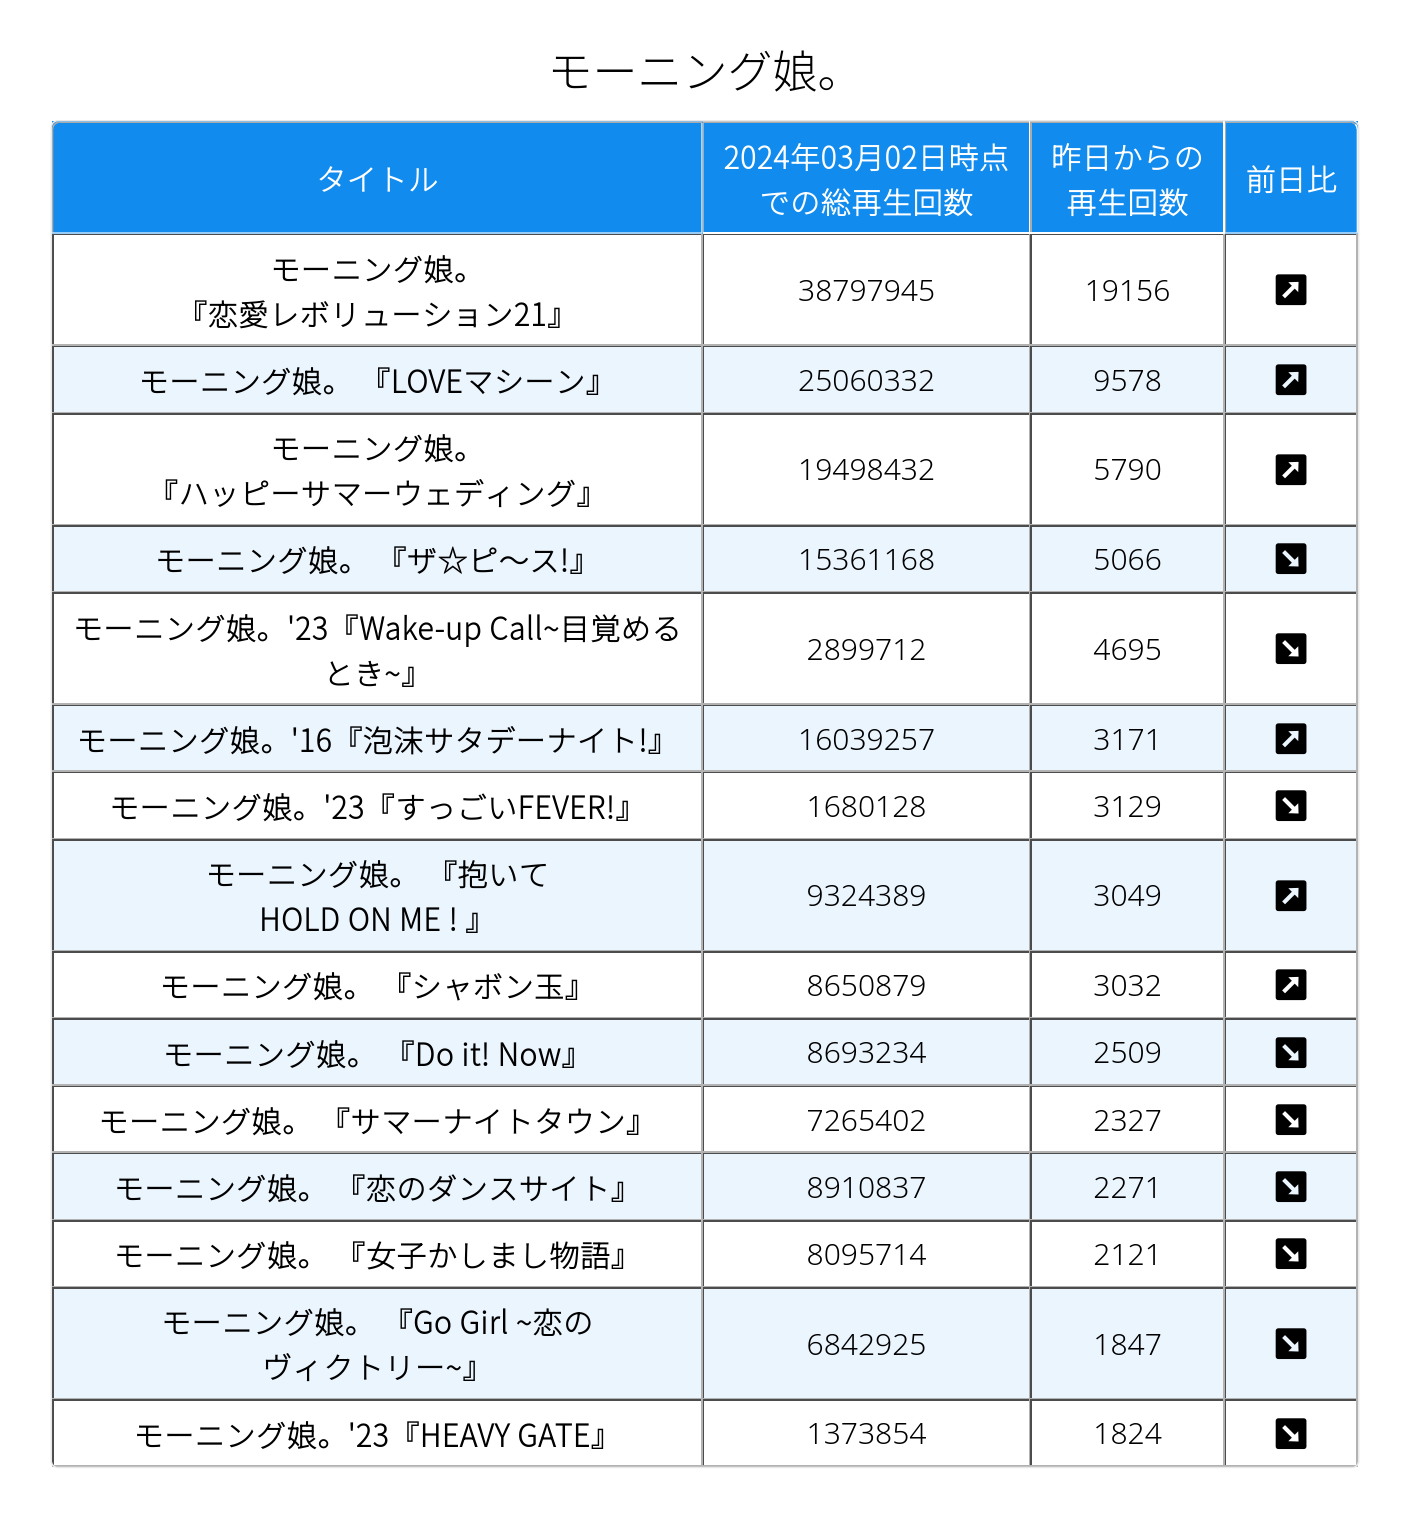 モーニング娘。
タイトル
2024年03月02日時点
での総再生回数
昨日からの
再生回数
前日比
モーニング娘。
『恋愛レボリューション21』
38797945
19156
モーニング娘。 『LOVEマシーン』
25060332
9578
モーニング娘。
『ハッピーサマーウェディング』
19498432
5790
モーニング娘。 『ザ☆ピ〜ス!』
15361168
5066
モーニング娘。'23『Wake-up Call~目覚める
とき~』
2899712
4695
モーニング娘。'16『泡沫サタデーナイト!』
16039257
3171
モーニング娘。'23『すっごいFEVER!』
1680128
3129
モーニング娘。 『抱いて
HOLD ON ME ! 』
9324389
3049
モーニング娘。 『シャボン玉』
8650879
3032
モーニング娘。 『Do it! Now』
8693234
2509
モーニング娘。 『サマーナイトタウン』
7265402
2327
モーニング娘。 『恋のダンスサイト』
8910837
2271
モーニング娘。 『女子かしまし物語』
8095714
2121
モーニング娘。 『Go Girl ~恋の
ヴィクトリー~』
6842925
1847
モーニング娘。'23『HEAVY GATE』
1373854
1824